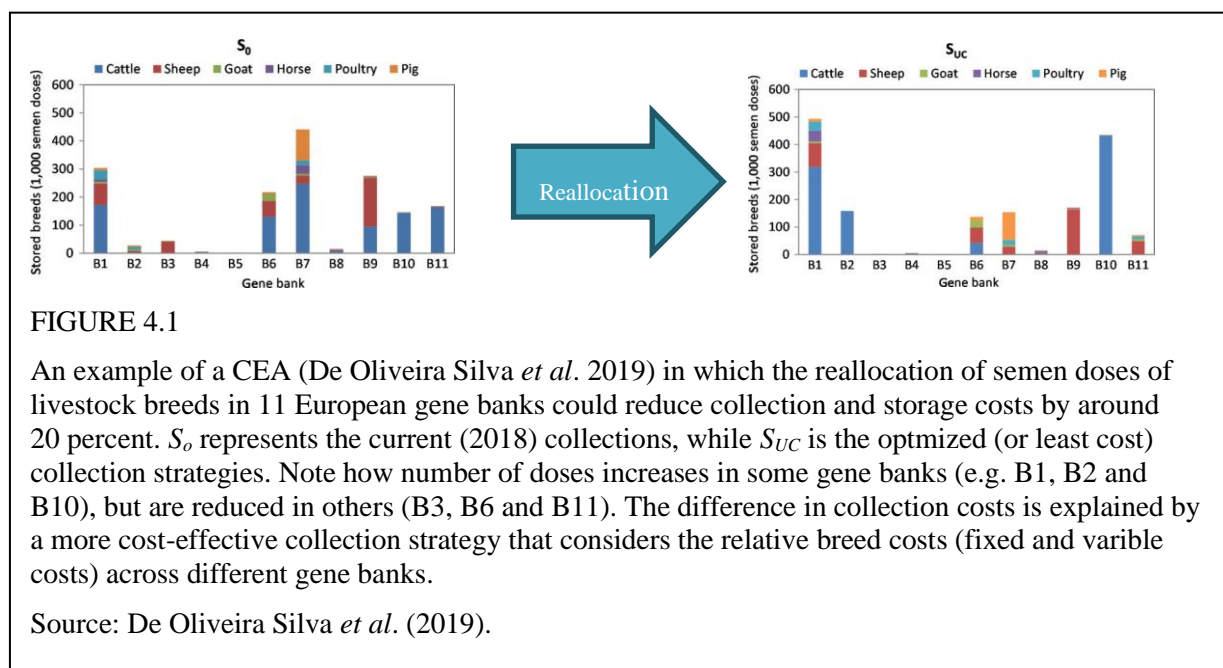 S0
Cattle Sheep Goat Horse Poultry Pig
Stored breeds (1,000 semen doses)
600
500
400
300
200
100
0
B1 B2 B3 B4 B5 B6 B7 B8 B9 B10 B11
Gene bank
Reallocation
SUC
Cattle Sheep Goat Horse Poultry Pig
Stored breeds (1,000 semen doses)
600
500
400
300
200
100
0
B1 B2 B3 B4 B5 B6 B7 B8 B9 B10 B11
Gene bank
FIGURE 4.1
An example of a CEA (De Oliveira Silva et al. 2019) in which the reallocation of semen doses of
livestock breeds in 11 European gene banks could reduce collection and storage costs by around
20 percent. So represents the current (2018) collections, while SUC is the optmized (or least cost)
collection strategies. Note how number of doses increases in some gene banks (e.g. B1, B2 and
B10), but are reduced in others (B3, B6 and B11). The difference in collection costs is explained by
a more cost-effective collection strategy that considers the relative breed costs (fixed and varible
costs) across different gene banks.
Source: De Oliveira Silva et al. (2019).